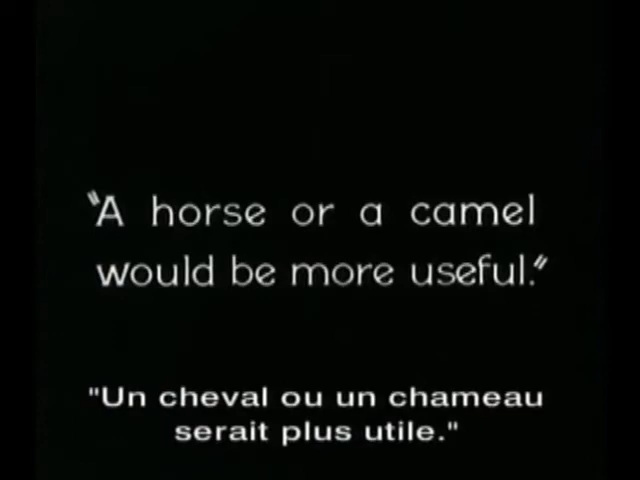 "A horse or a camel
would be more useful."
"Un cheval ou un chameau
serait plus utile."